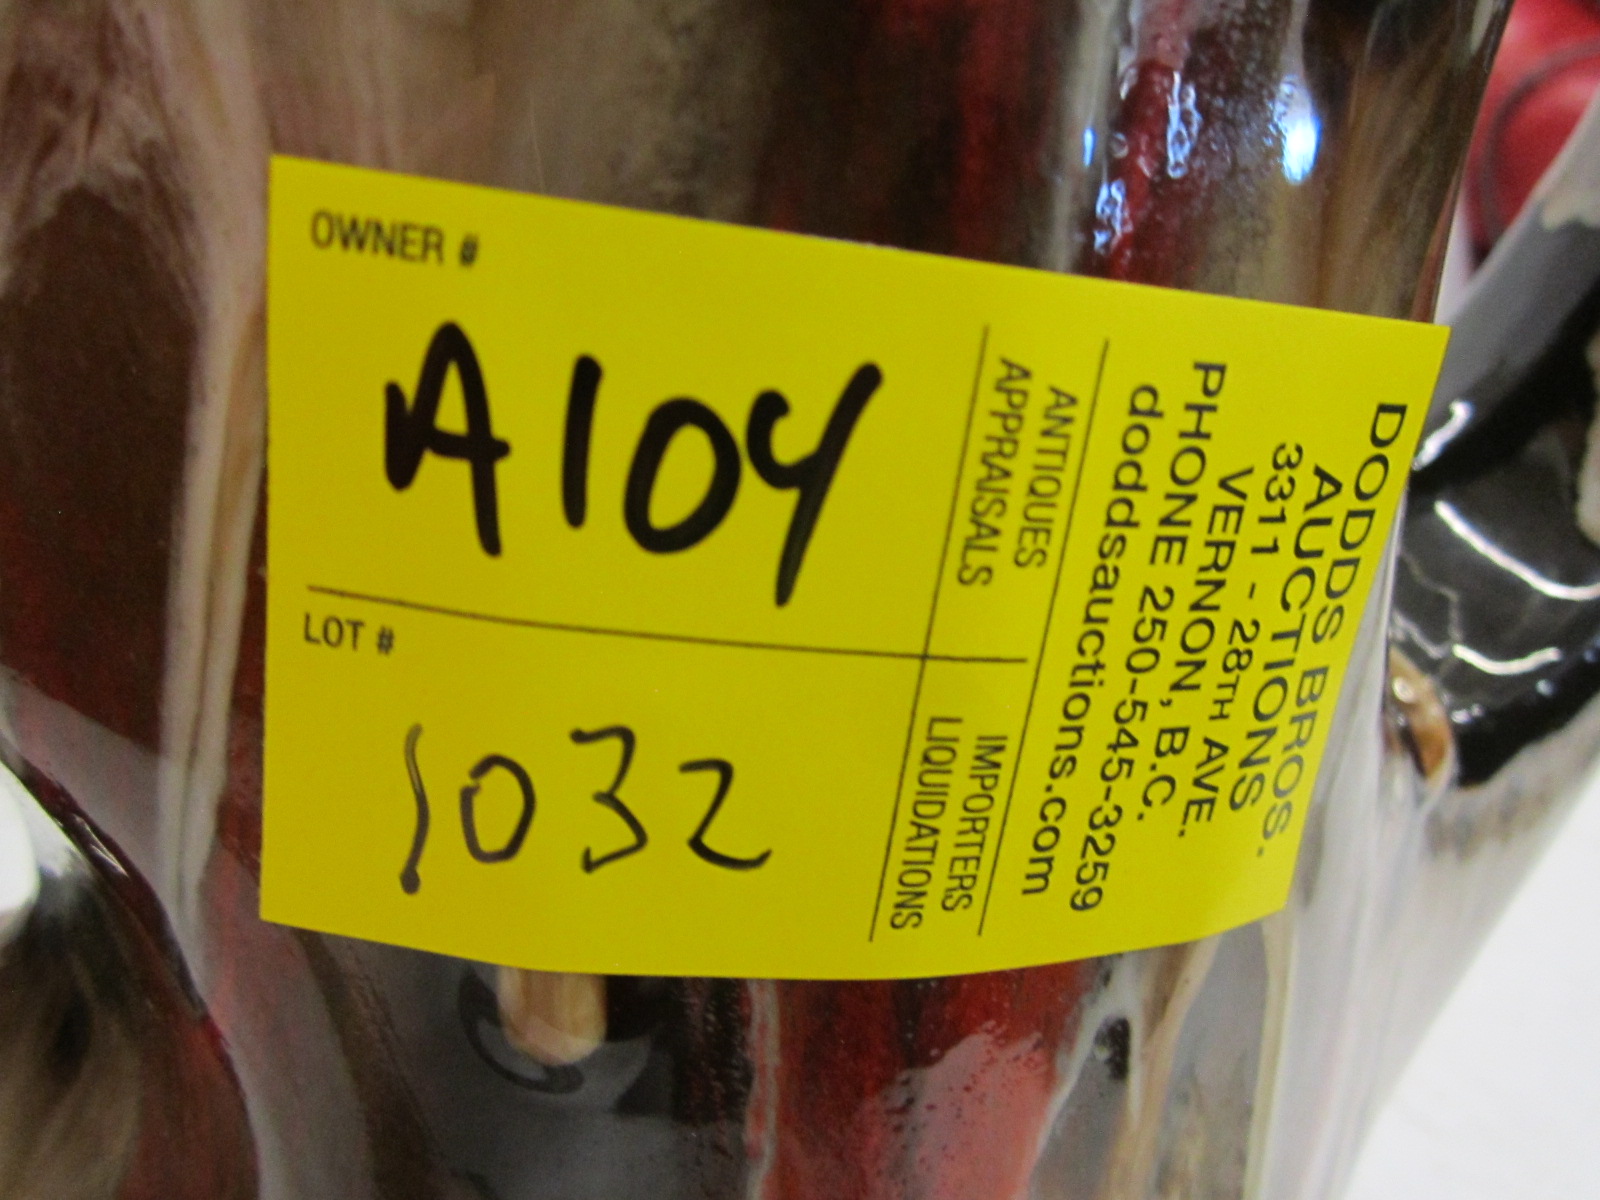 OWNER #
A104
LOT #
1032
ANTIQUES
APPRAISALS
IMPORTERS
LIQUIDATIONS
DODDS BROS.
AUCTIONS
3311 - 28TH AVE.
VERNON, B.C.
PHONE 250-545-3259
doddsauctions.com